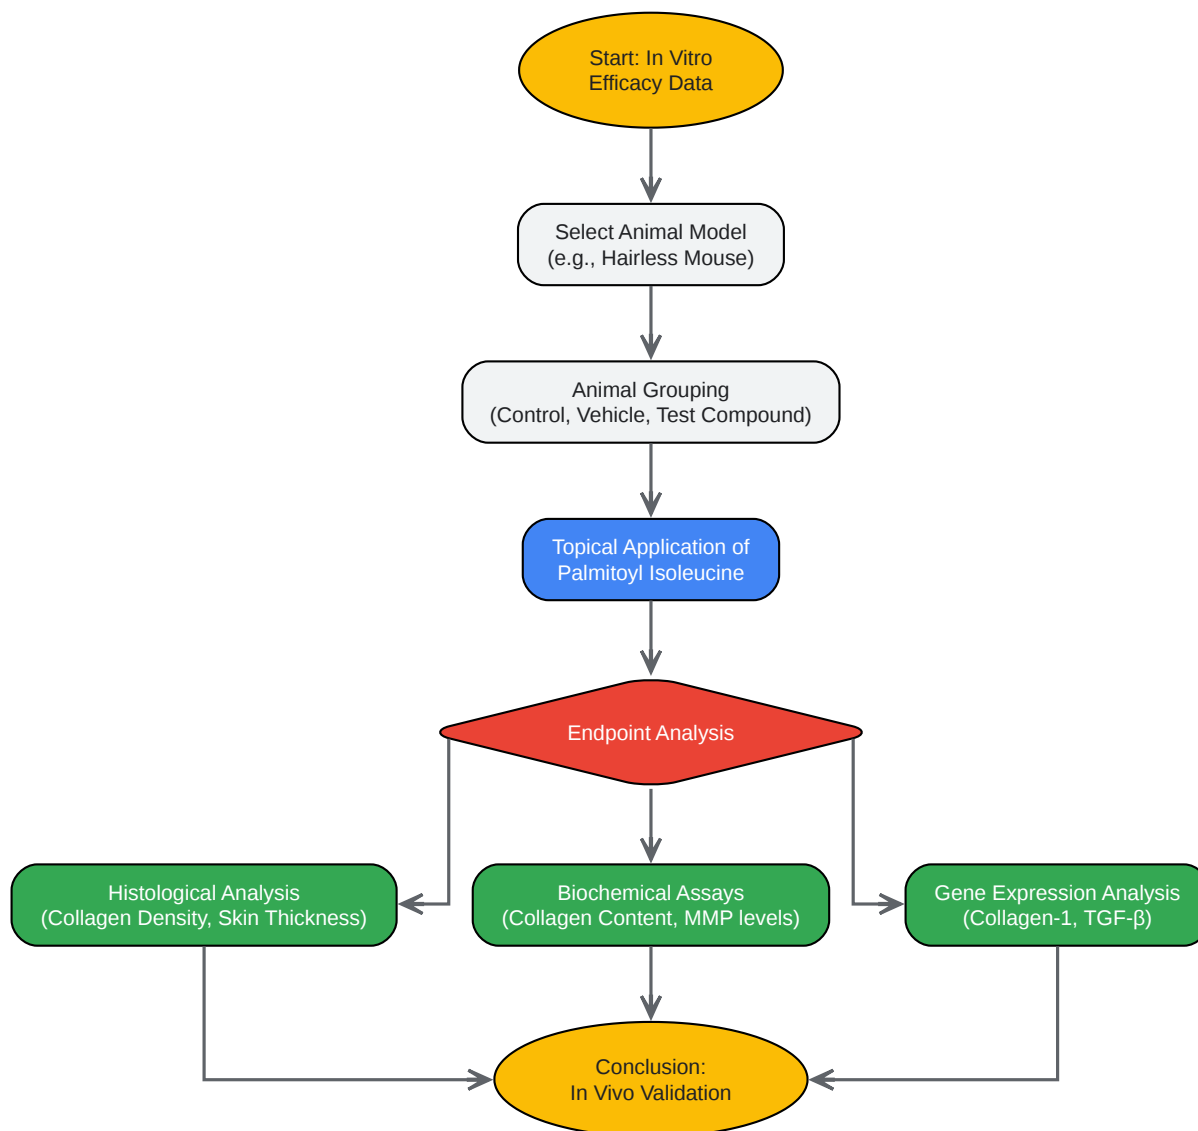 Start: In Vitro
Efficacy Data
Select Animal Model
(e.g., Hairless Mouse)
Animal Grouping
(Control, Vehicle, Test Compound)
Topical Application of
Palmitoyl Isoleucine
Endpoint Analysis
Histological Analysis
(Collagen Density, Skin Thickness)
Biochemical Assays
(Collagen Content, MMP levels)
Gene Expression Analysis
(Collagen-1, TGF-β)
Conclusion:
In Vivo Validation